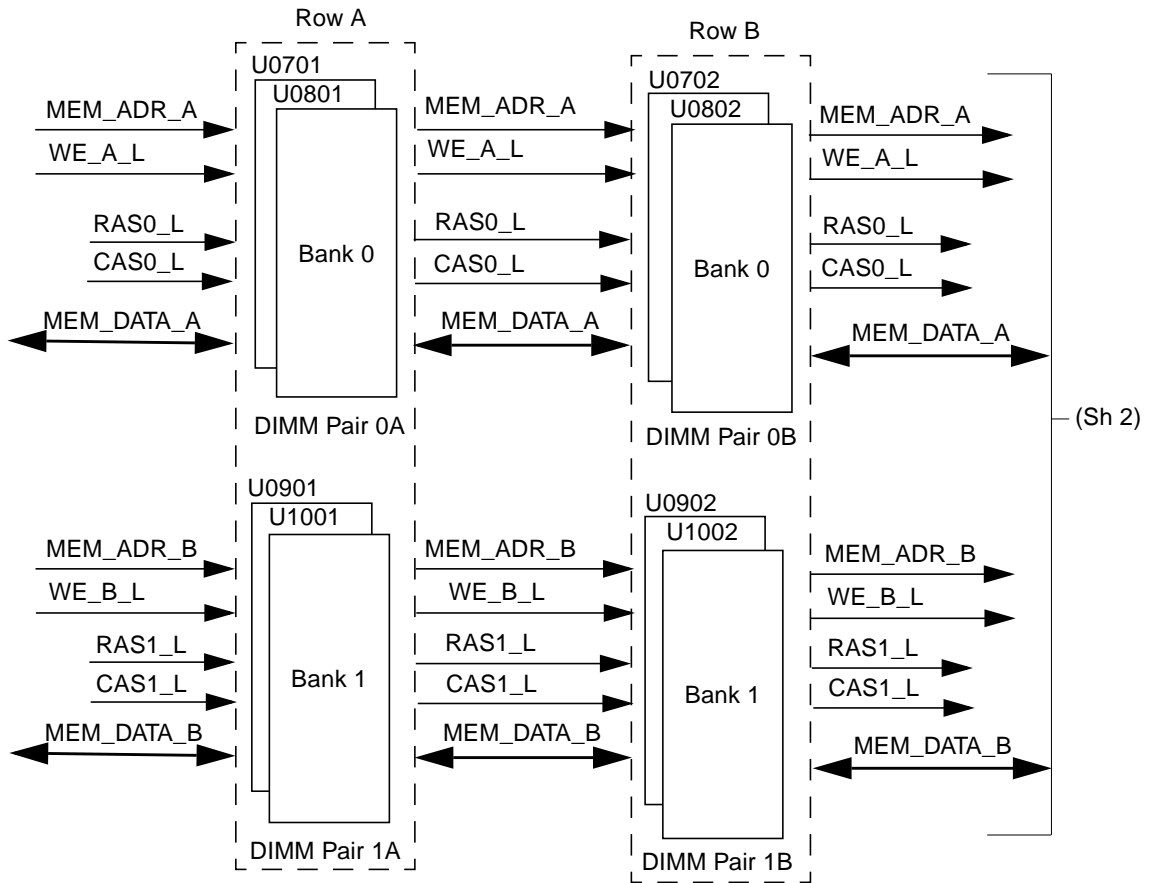 Row A
Row B
U0701
U0801
U0702
U0802
MEM_ADR_A
MEM_ADR_A
MEM_ADR_A
WE_A_L
WE_A_L
WE_A_L
RAS0_L
RAS0_L
RAS0_L
CAS0_L
Bank 0
CAS0_L
Bank 0
CAS0_L
MEM_DATA_A
MEM_DATA_A
MEM_DATA_A
DIMM Pair 0A
DIMM Pair 0B
(Sh 2)
U0901
U1001
U0902
U1002
MEM_ADR_B
MEM_ADR_B
MEM_ADR_B
WE_B_L
WE_B_L
WE_B_L
RAS1_L
RAS1_L
RAS1_L
CAS1_L
Bank 1
CAS1_L
Bank 1
CAS1_L
MEM_DATA_B
MEM_DATA_B
MEM_DATA_B
DIMM Pair 1A
DIMM Pair 1B